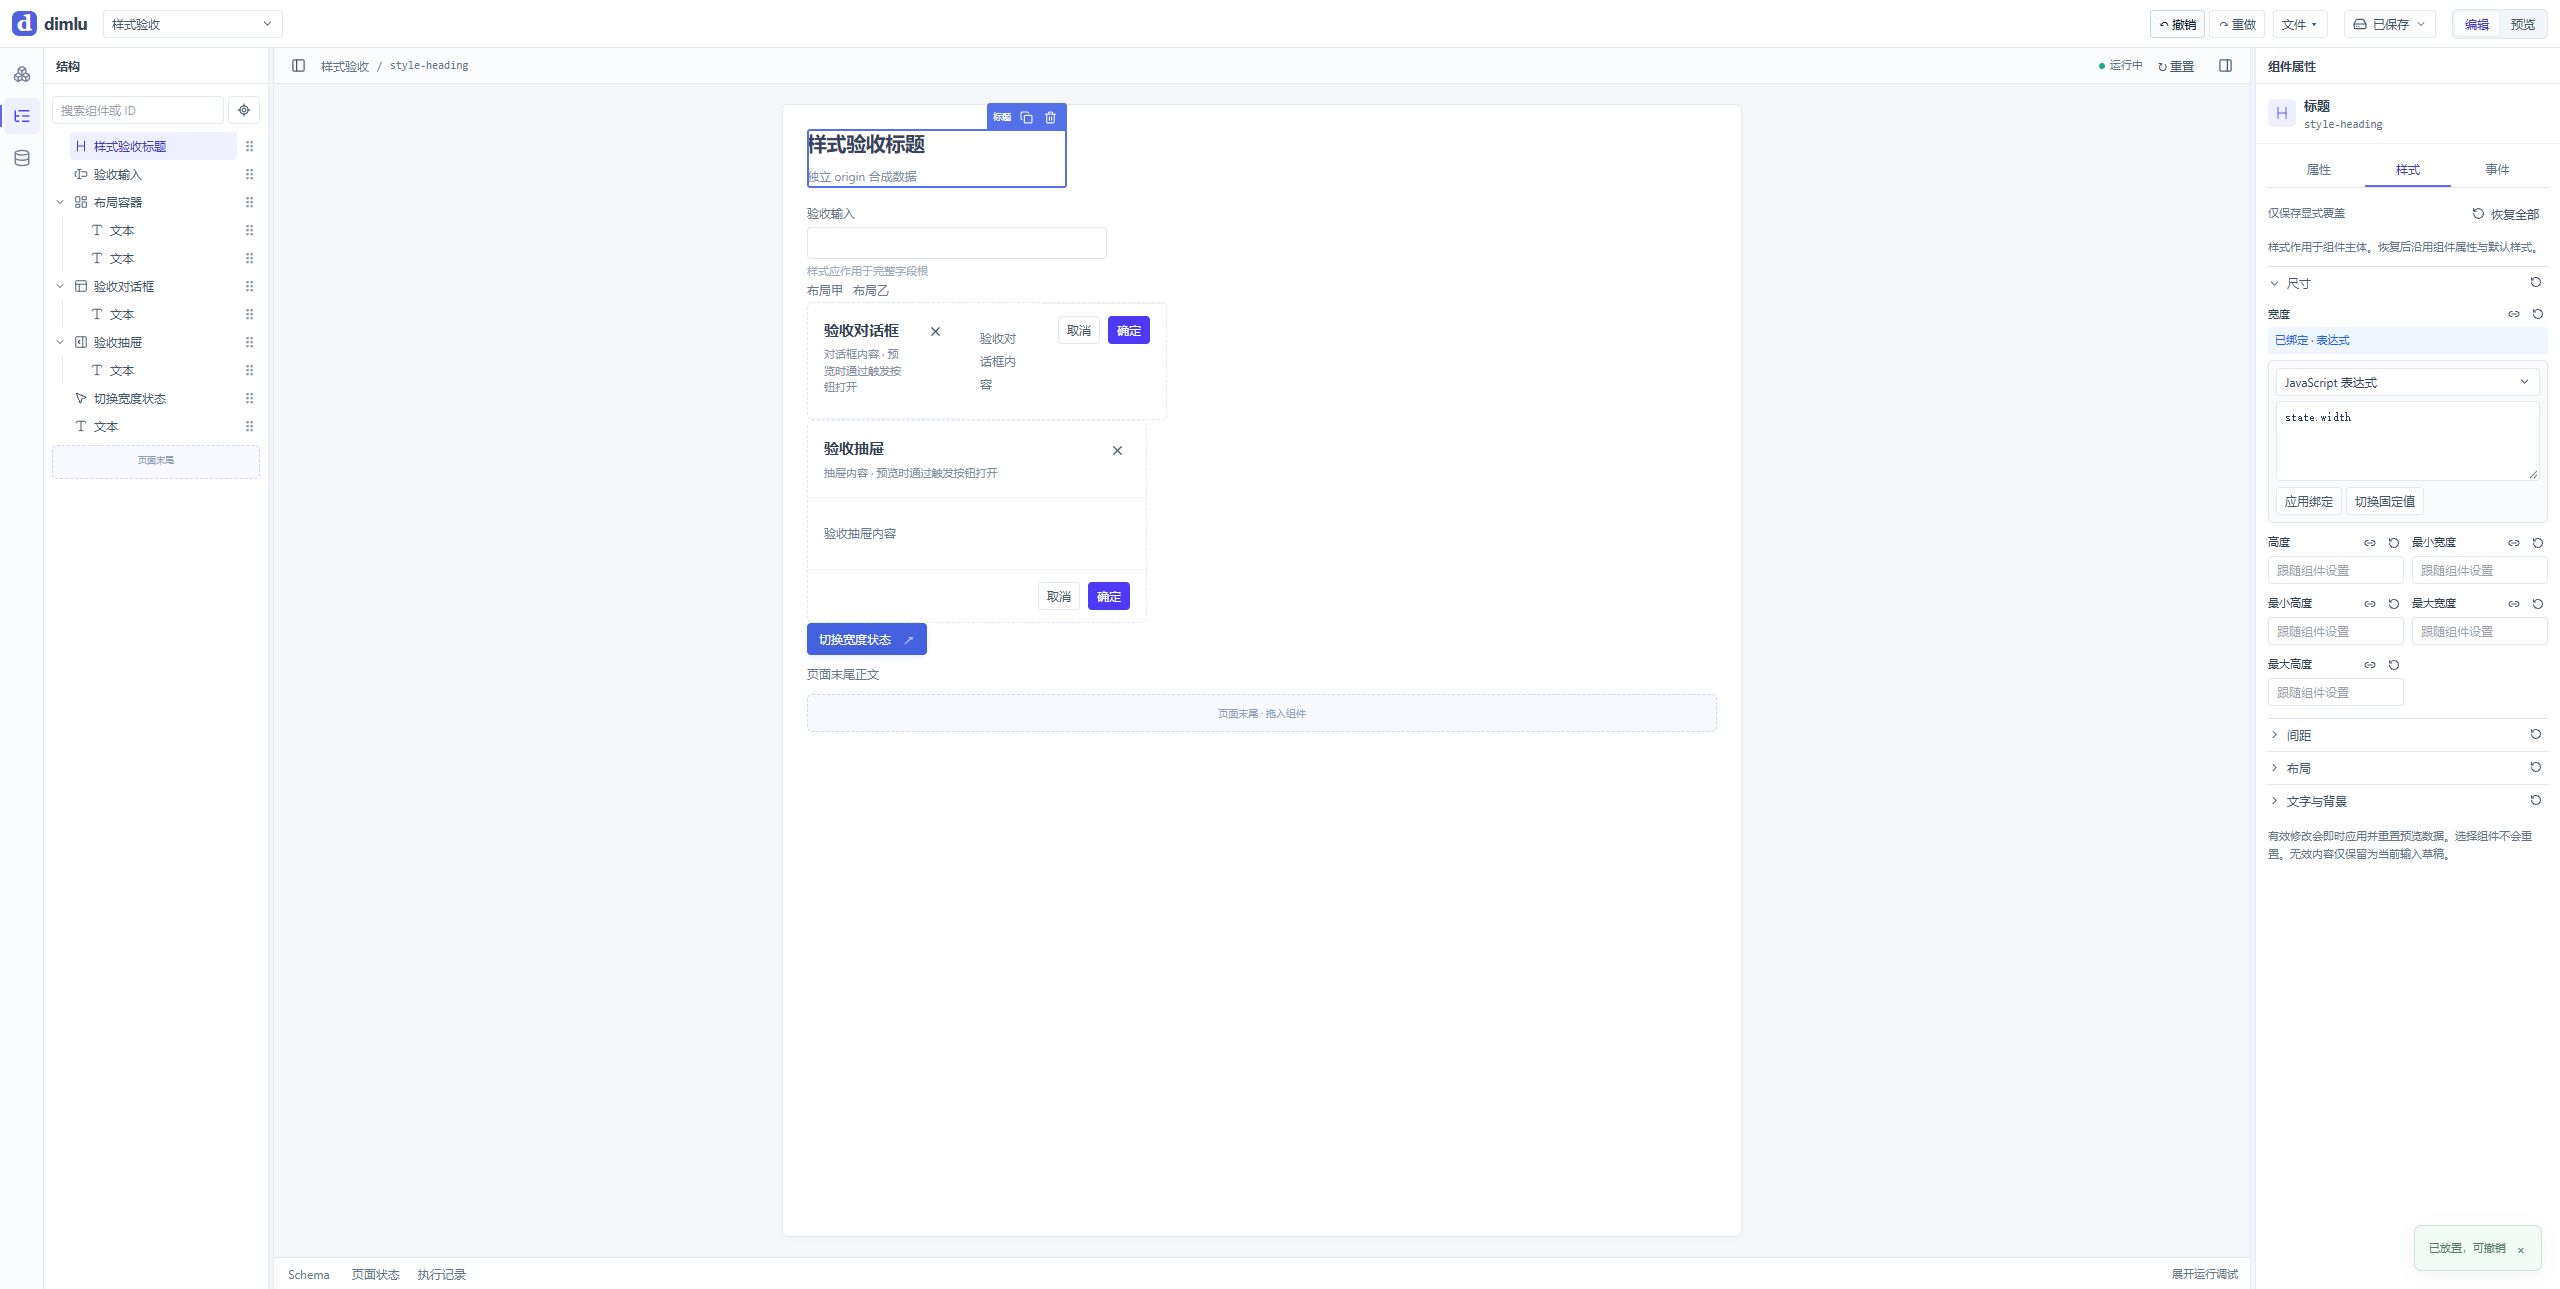 dimlu
样式验收
撤销
重做
文件
已保存
编辑
预览
结构
搜索组件或 ID
样式验收标题
验收输入
布局容器
文本
文本
验收对话框
文本
验收抽屉
文本
切换宽度状态
文本
页面末尾
样式验收 / style-heading
运行中
重置
标题
样式验收标题
独立 origin 合成数据
验收输入
样式应作用于完整字段根
布局甲 布局乙
验收对话框
对话框内容 · 预
览时通过触发按
钮打开
验收对
话框内
容
取消
确定
验收抽屉
抽屉内容 · 预览时通过触发按钮打开
验收抽屉内容
取消
确定
切换宽度状态
页面末尾正文
页面末尾 · 拖入组件
Schema
页面状态
执行记录
展开运行调试
组件属性
标题
style-heading
属性
样式
事件
仅保存显式覆盖
恢复全部
样式作用于组件主体。恢复后沿用组件属性与默认样式。
尺寸
宽度
已绑定 · 表达式
JavaScript 表达式
state.width
应用绑定
切换固定值
高度
最小宽度
跟随组件设置
跟随组件设置
最小高度
最大宽度
跟随组件设置
跟随组件设置
最大高度
跟随组件设置
间距
布局
文字与背景
有效修改会即时应用并重置预览数据。选择组件不会重
置。无效内容仅保留为当前输入草稿。
已放置，可撤销